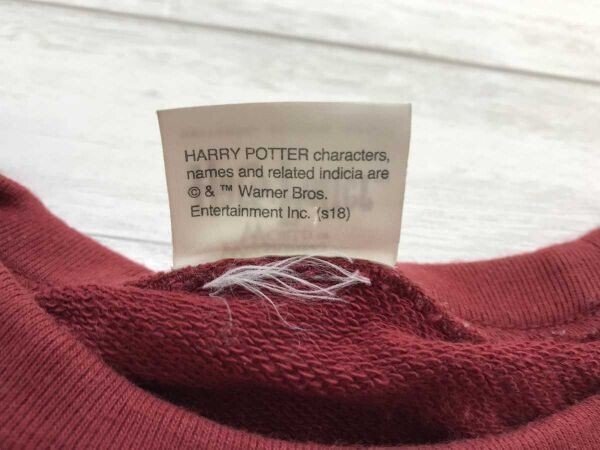 HARRY POTTER characters,
names and related indicia are
© & ™ Warner Bros.
Entertainment Inc. (s18)